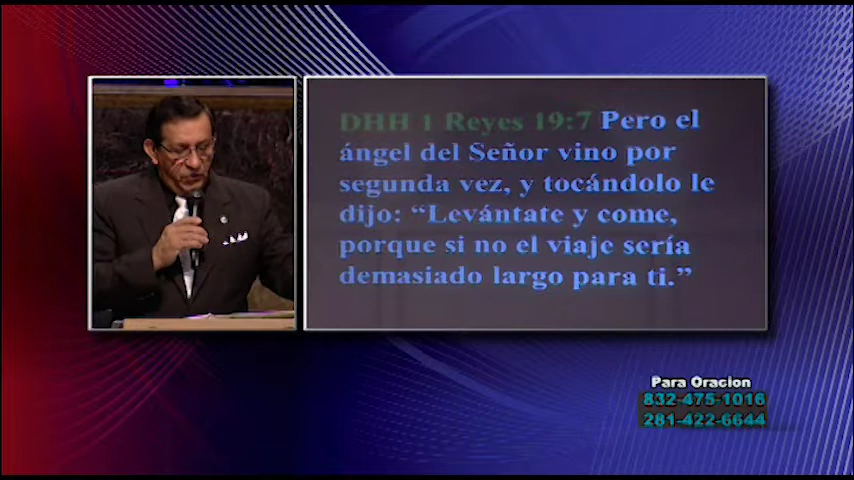 DHH 1 Reyes 19:7 Pero el
ángel del Señor vino por
segunda vez, y tocándolo le
dijo: “Levántate y come,
porque si no el viaje sería
demasiado largo para ti.”
Para Oracion
832-475-1016
281-422-6644